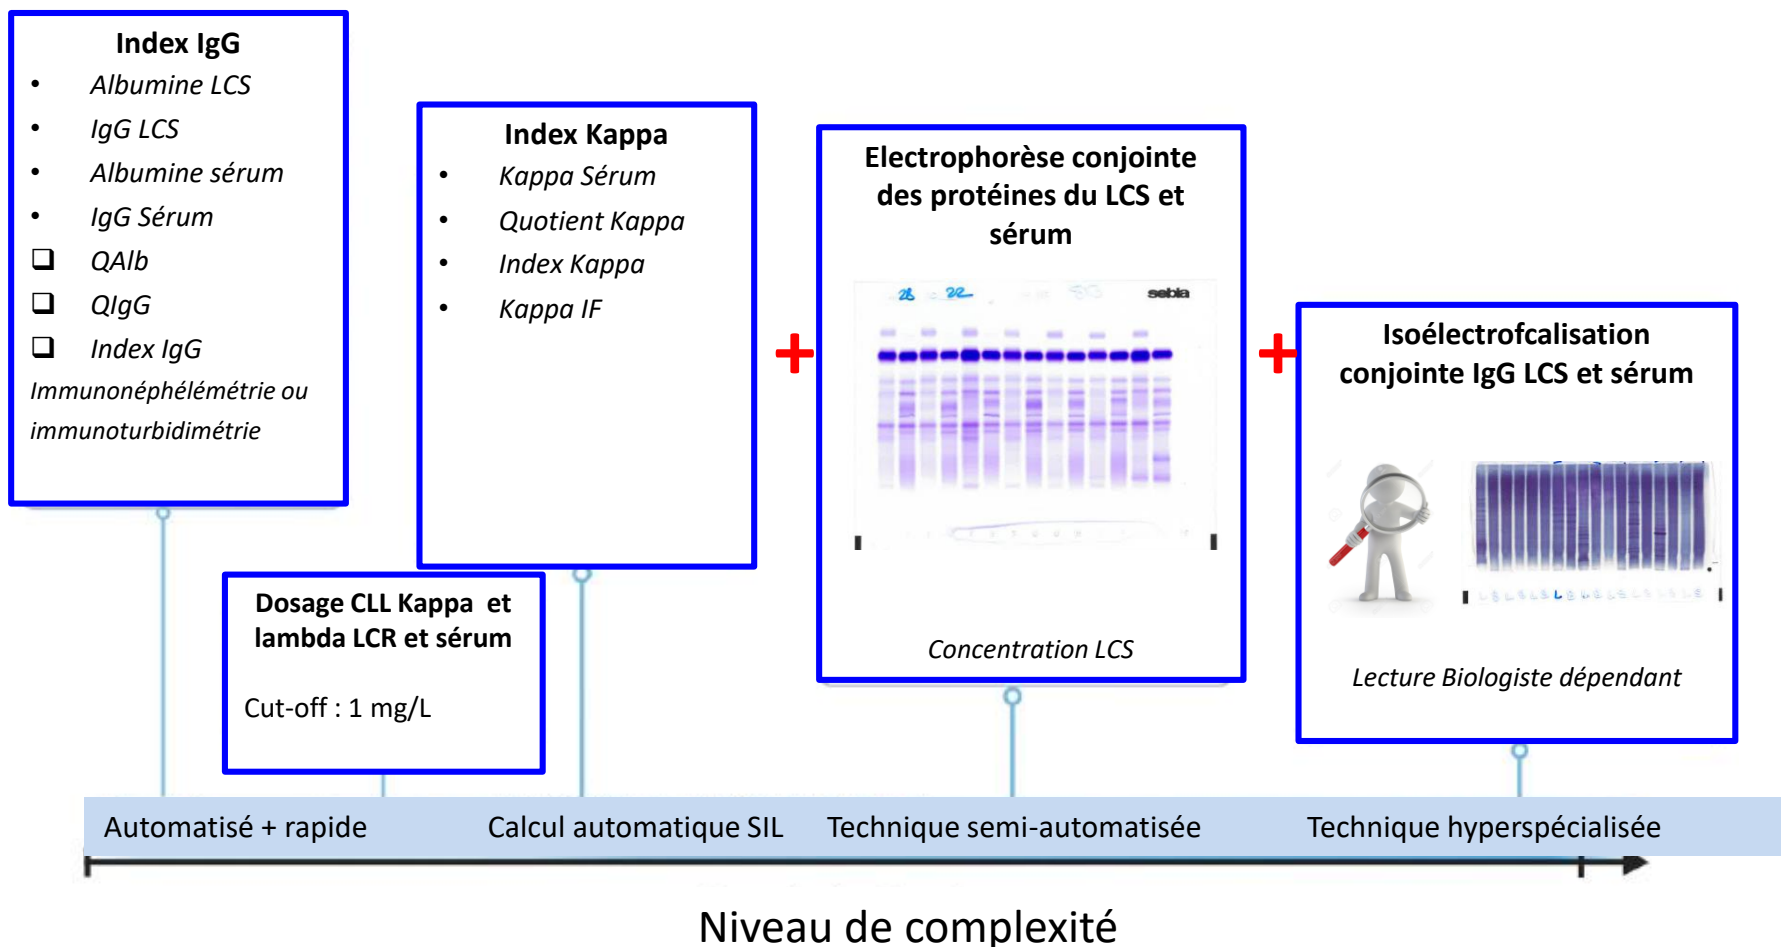 Index IgG
• Albumine LCS
• IgG LCS
• Albumine sérum
• IgG Sérum
❑ QAlb
❑ QIgG
❑ Index IgG
Immunonéphélémétrie ou
immunoturbidimétrie
Dosage CLL Kappa et
lambda LCR et sérum
Cut-off : 1 mg/L
Index Kappa
• Kappa Sérum
• Quotient Kappa
• Index Kappa
• Kappa IF
+
Electrophorèse conjointe
des protéines du LCS et
sérum
28 22 sebia
Concentration LCS
+
Isoélectrofcalisation
conjointe IgG LCS et sérum
Lecture Biologiste dépendant
Automatisé + rapide
Calcul automatique SIL
Technique semi-automatisée
Technique hyperspécialisée
Niveau de complexité